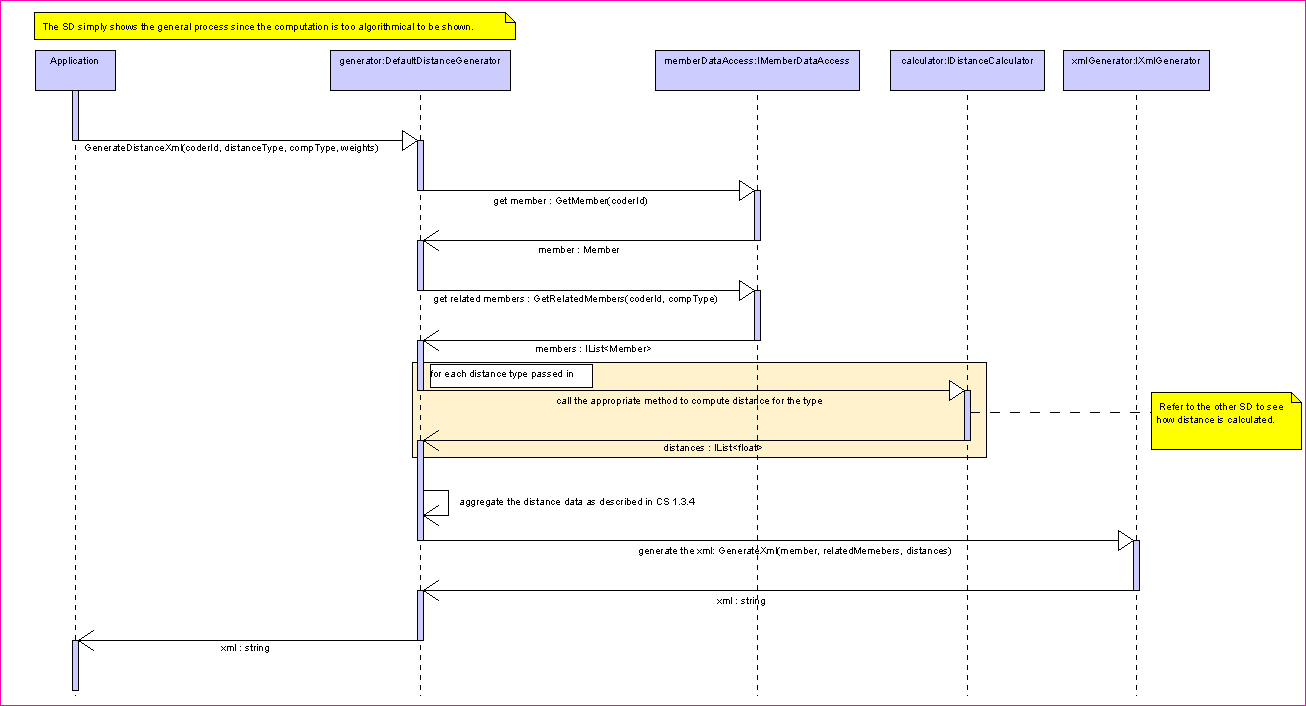 The SD simply shows the general process since the computation is too algorithmical to be shown.
Application
generator:DefaultDistanceGenerator
memberDataAccess:IMemberDataAccess
calculator:IDistanceCalculator
xmlGenerator:IXmlGenerator
GenerateDistanceXml(coderId, distanceType, compType, weights)
get member : GetMember(coderId)
member : Member
get related members : GetRelatedMembers(coderId, compType)
members : IList<Member>
for each distance type passed in
call the appropriate method to compute distance for the type
Refer to the other SD to see
how distance is calculated.
distances : IList<float>
aggregate the distance data as described in CS 1.3.4
generate the xml: GenerateXml(member, relatedMemebers, distances)
xml : string
xml : string